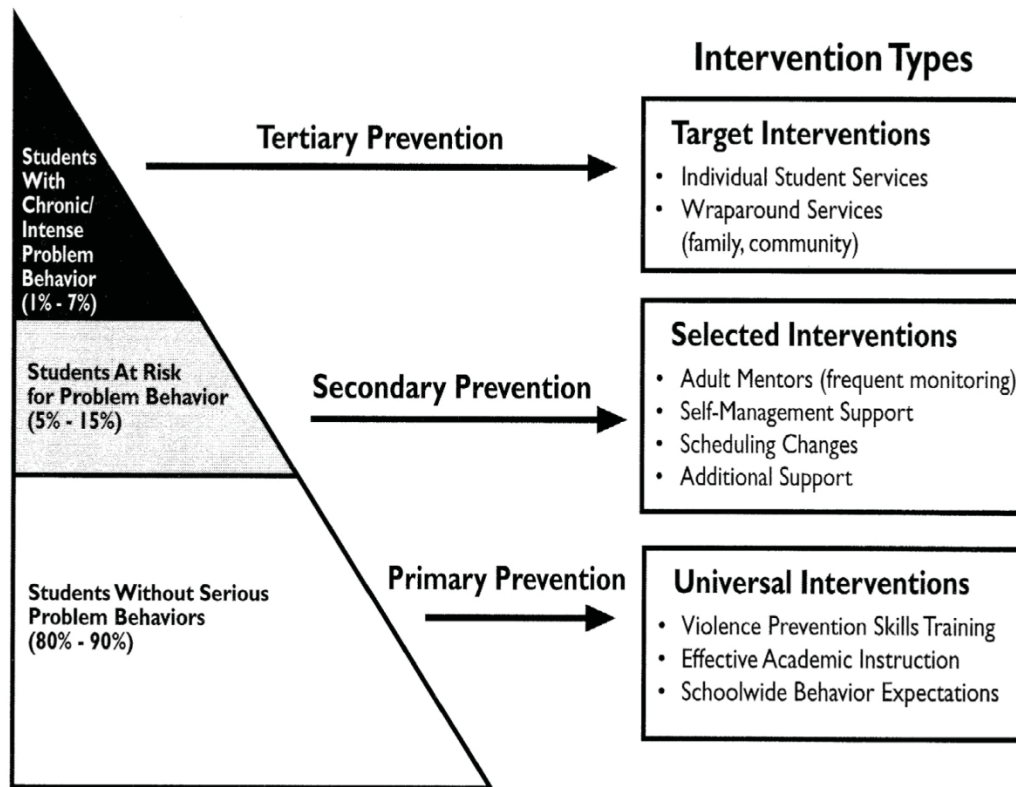 Intervention Types
Students
With
Chronic/
Intense
Problem
Behavior
(1% - 7%)
Tertiary Prevention
Target Interventions
• Individual Student Services
• Wraparound Services
(family, community)
Students At Risk
for Problem Behavior
(5% - 15%)
Secondary Prevention
Selected Interventions
• Adult Mentors (frequent monitoring)
• Self-Management Support
• Scheduling Changes
• Additional Support
Students Without Serious
Problem Behaviors
(80% - 90%)
Primary Prevention
Universal Interventions
• Violence Prevention Skills Training
• Effective Academic Instruction
• Schoolwide Behavior Expectations